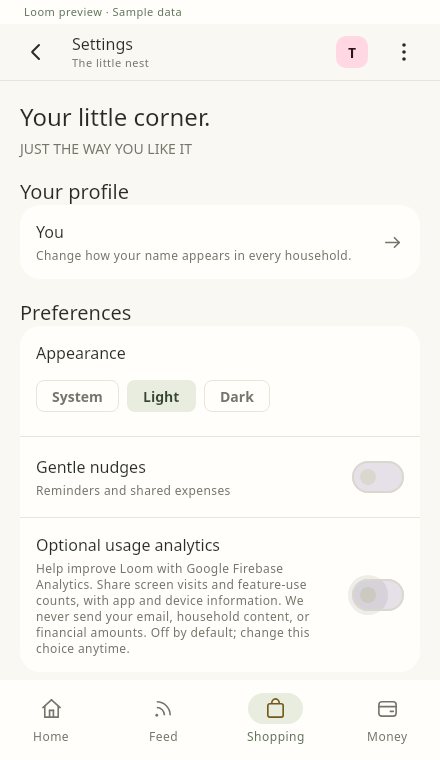 Loom preview · Sample data
Settings
The little nest
T
Your little corner.
JUST THE WAY YOU LIKE IT
Your profile
You
Change how your name appears in every household.
Preferences
Appearance
System
Light
Dark
Gentle nudges
Reminders and shared expenses
Optional usage analytics
Help improve Loom with Google Firebase
Analytics. Share screen visits and feature-use
counts, with app and device information. We
never send your email, household content, or
financial amounts. Off by default; change this
choice anytime.
Home
Feed
Shopping
Money